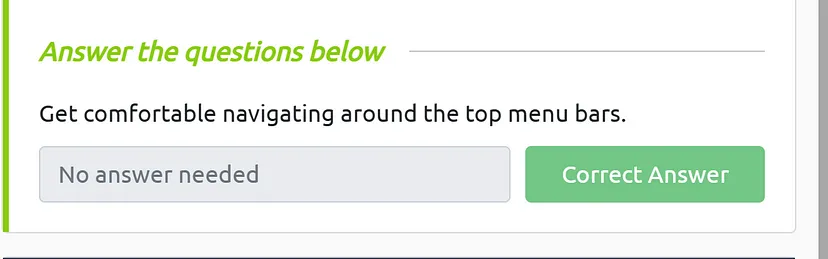 Answer the questions below
Get comfortable navigating around the top menu bars.
No answer needed
Correct Answer